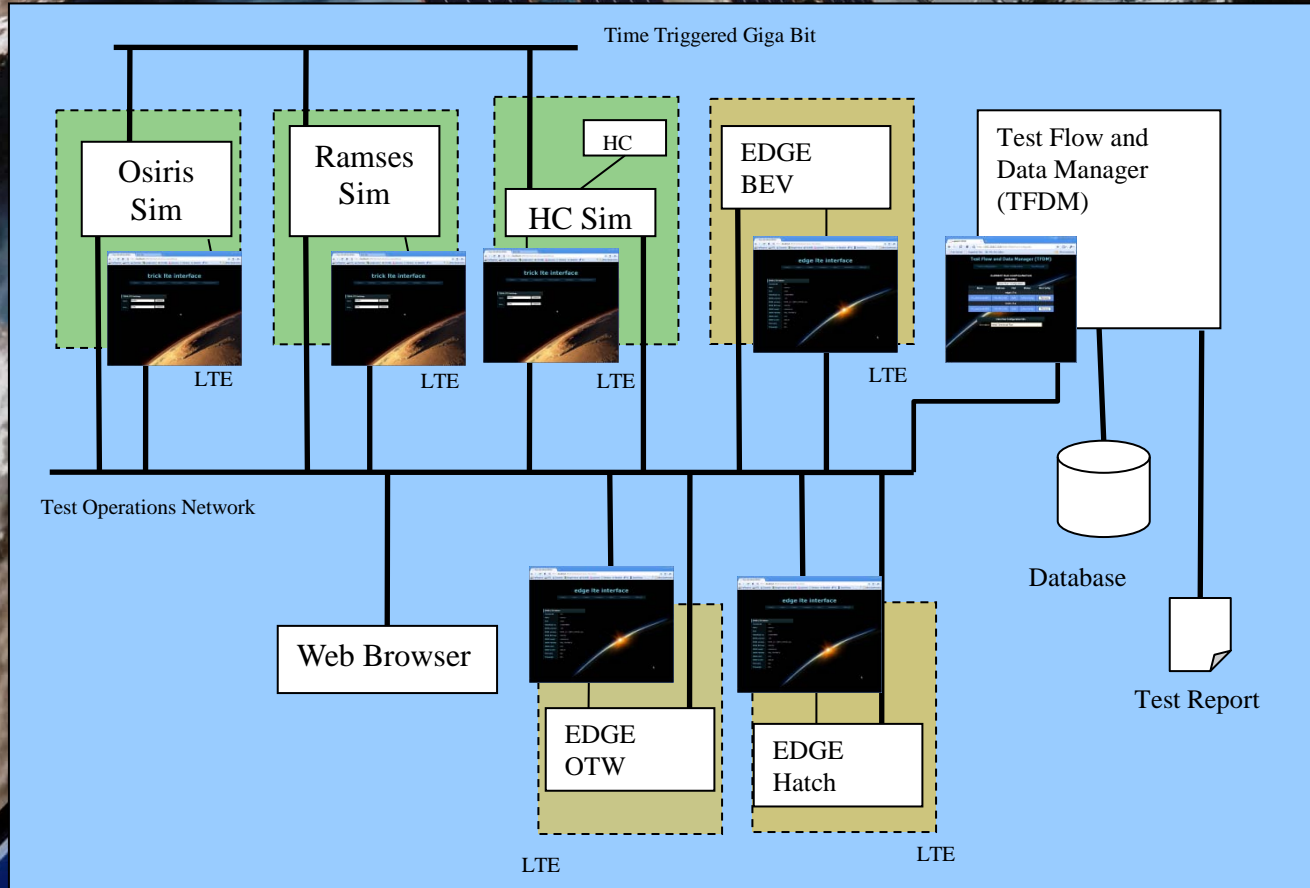 Time Triggered Giga Bit
Osiris
Sim
Ramses
Sim
HC
HC Sim
EDGE
BEV
Test Flow and
Data Manager
(TFDM)
trick lte interface
trick lte interface
trick lte interface
edge lte interface
Test Flow and Data Manager (TFDM)
LTE
LTE
LTE
LTE
Test Operations Network
Database
edge lte interface
edge lte interface
Web Browser
EDGE
OTW
EDGE
Hatch
Test Report
LTE
LTE